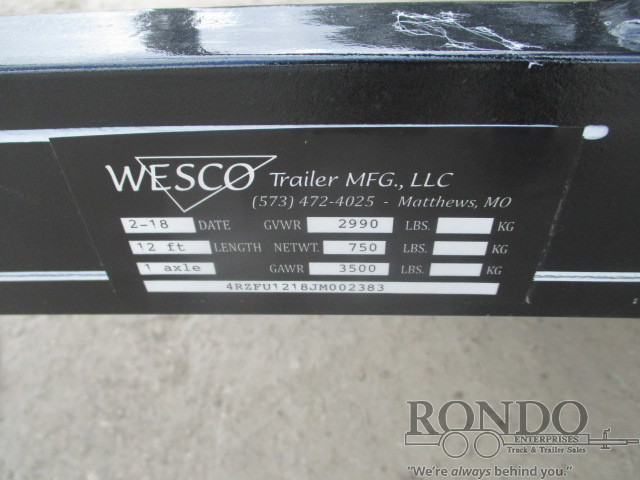 WESCO Trailer MFG., LLC
(573) 472-4025 - Matthews, MO
2-18 DATE GVWR 2990 LBS. KG
12 ft LENGTH NETWT. 750 LBS. KG
1 axle GAWR 3500 LBS. KG
4RZFU1218JM002383
RONDO
ENTERPRISES
Truck & Trailer Sales
"We're always behind you."